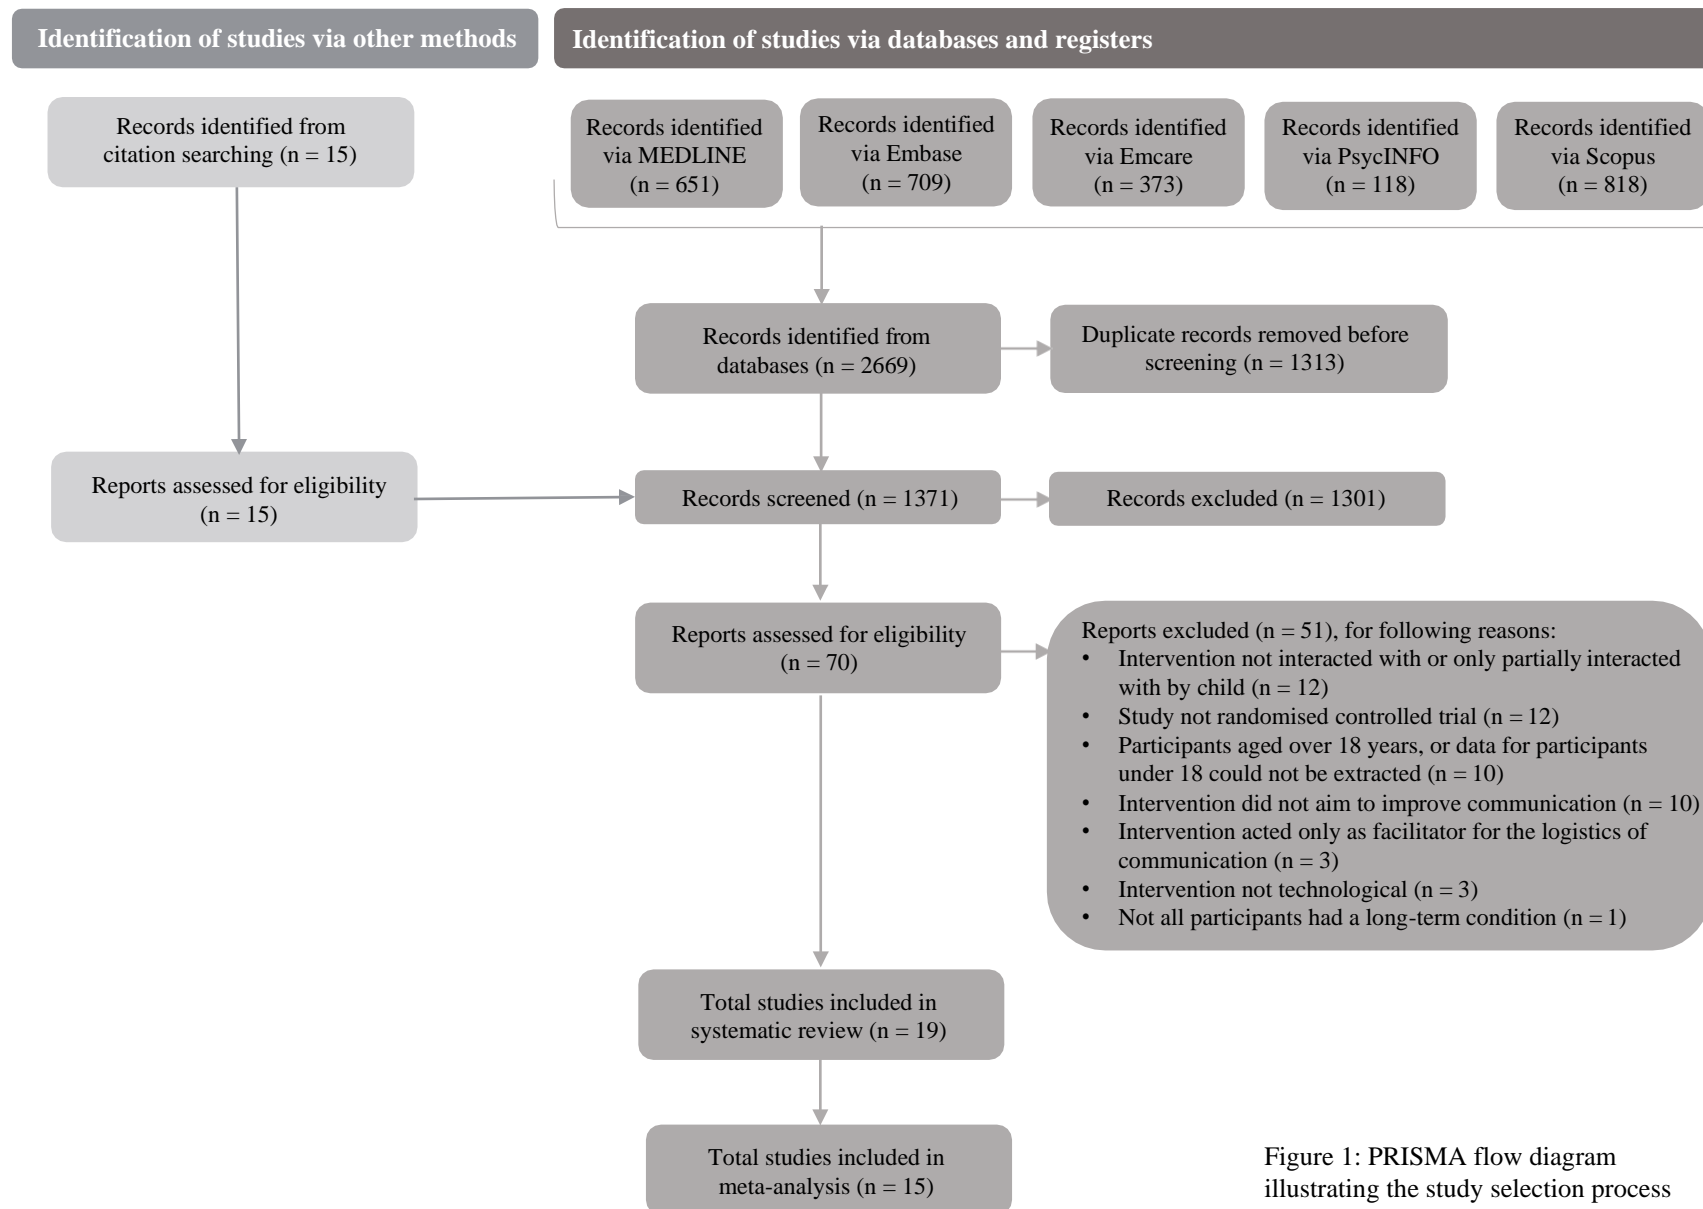 Identification of studies via other methods
Identification of studies via databases and registers
Records identified from
citation searching (n = 15)
Records identified
via MEDLINE
(n = 651)
Records identified
via Embase
(n = 709)
Records identified
via Emcare
(n = 373)
Records identified
via PsycINFO
(n = 118)
Records identified
via Scopus
(n = 818)
Records identified from
databases (n = 2669)
Duplicate records removed before
screening (n = 1313)
Reports assessed for eligibility
(n = 15)
Records screened (n = 1371)
Records excluded (n = 1301)
Reports assessed for eligibility
(n = 70)
Reports excluded (n = 51), for following reasons:
• Intervention not interacted with or only partially interacted
with by child (n = 12)
• Study not randomised controlled trial (n = 12)
• Participants aged over 18 years, or data for participants
under 18 could not be extracted (n = 10)
• Intervention did not aim to improve communication (n = 10)
• Intervention acted only as facilitator for the logistics of
communication (n = 3)
• Intervention not technological (n = 3)
• Not all participants had a long-term condition (n = 1)
Total studies included in
systematic review (n = 19)
Total studies included in
meta-analysis (n = 15)
Figure 1: PRISMA flow diagram
illustrating the study selection process